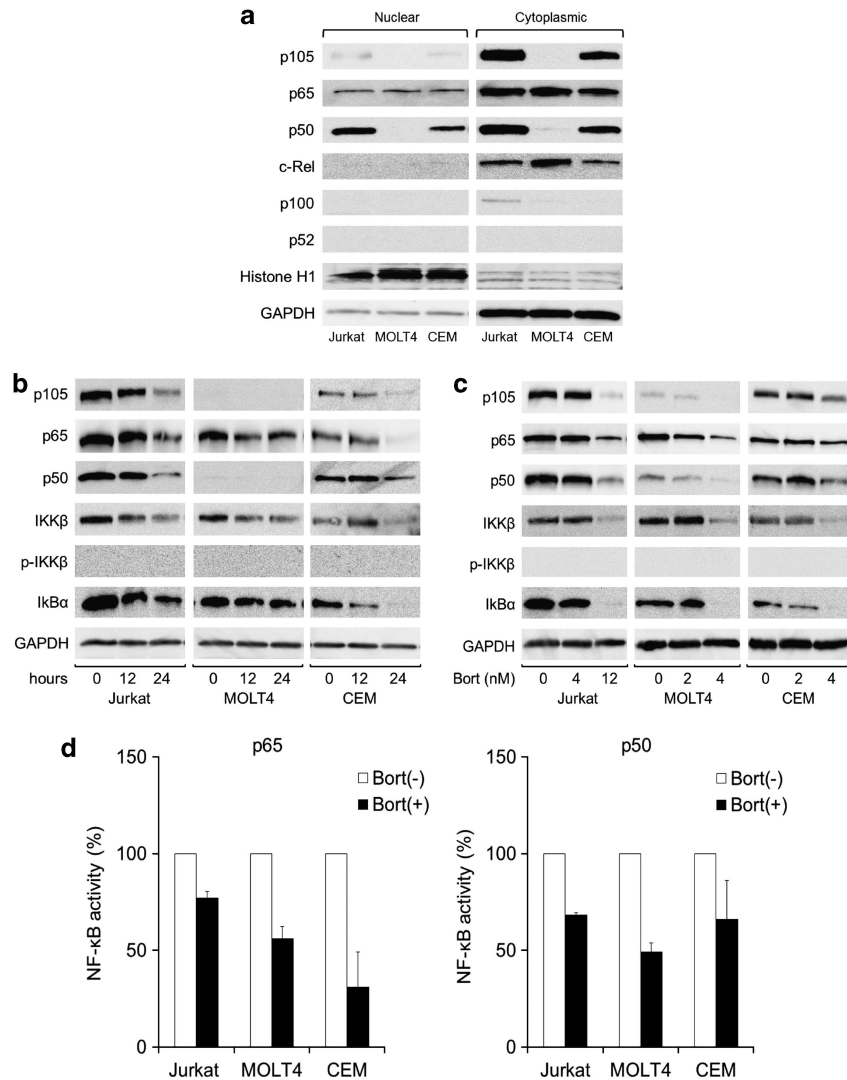 a
Nuclear Cytoplasmic
p105
p65
p50
c-Rel
p100
p52
Histone H1
GAPDH
Jurkat MOLT4 CEM Jurkat MOLT4 CEM
b
p105
p65
p50
IKKβ
p-IKKβ
IkBα
GAPDH
hours 0 12 24 0 12 24 0 12 24
Jurkat MOLT4 CEM
c
p105
p65
p50
IKKβ
p-IKKβ
IkBα
GAPDH
Bort (nM) 0 4 12 0 2 4 0 2 4
Jurkat MOLT4 CEM
d
p65
NF-κB activity (%)
150
100
50
0
Bort(-)
Bort(+)
Jurkat MOLT4 CEM
p50
NF-κB activity (%)
150
100
50
0
Bort(-)
Bort(+)
Jurkat MOLT4 CEM